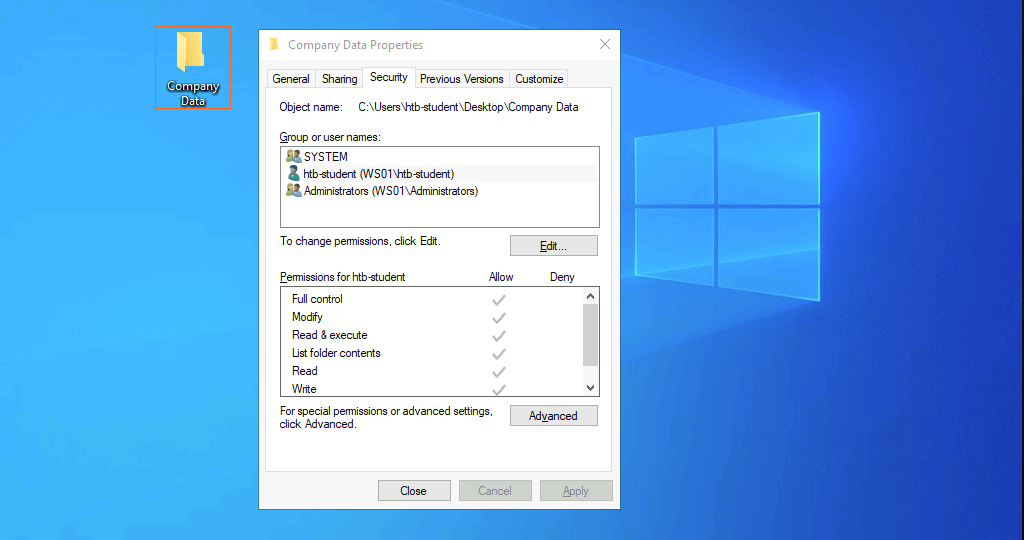 Company
Data
Company Data Properties
General Sharing Security Previous Versions Customize
Object name: C:\Users\htb-student\Desktop\Company Data
Group or user names:
SYSTEM
htb-student (WS01\htb-student)
Administrators (WS01\Administrators)
To change permissions, click Edit.
Edit...
Permissions for htb-student Allow Deny
Full control
Modify
Read & execute
List folder contents
Read
Write
For special permissions or advanced settings,
click Advanced.
Advanced
Close Cancel Apply